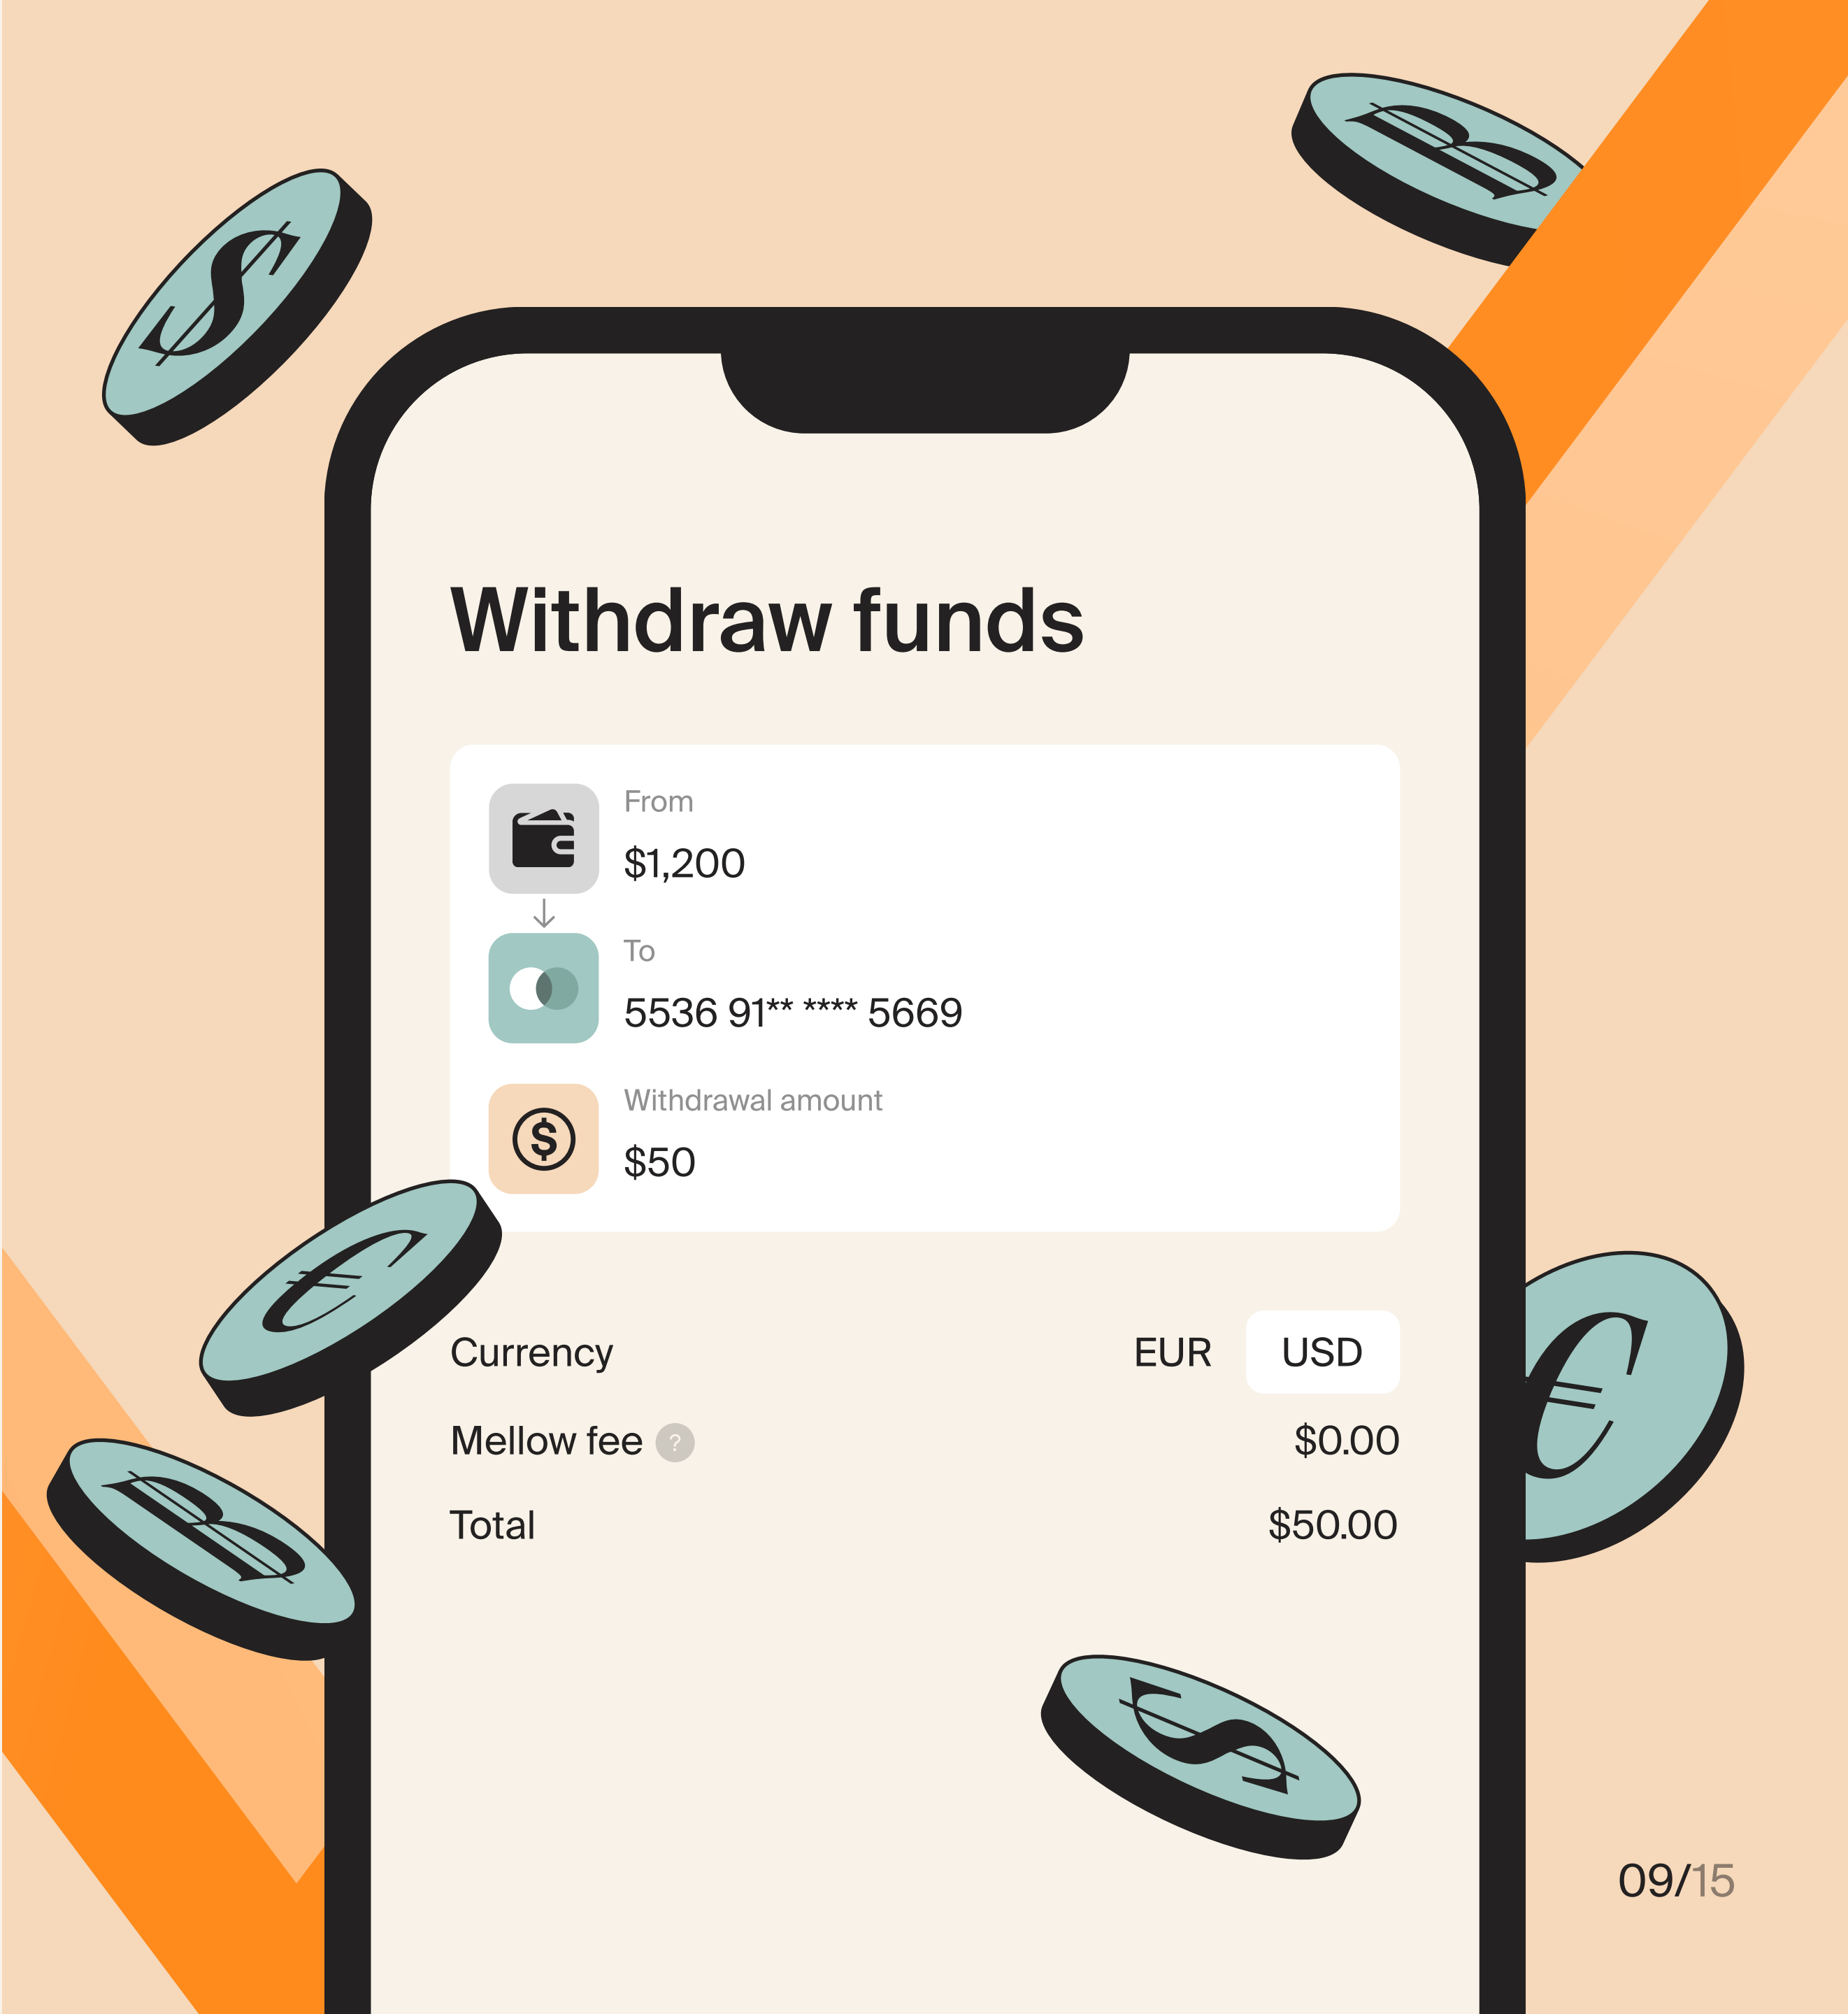 Withdraw funds
From
$1,200
To
5536 91** **** 5669
Withdrawal amount
$50
Currency EUR USD
Mellow fee ? $0.00
Total $50.00
09/15